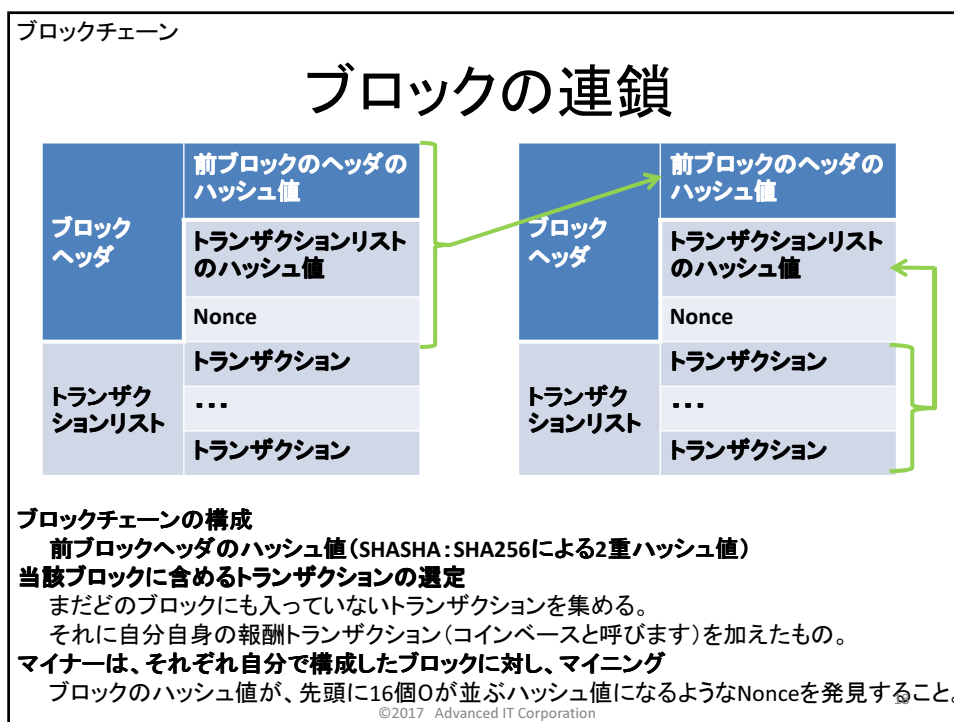 ブロックチェーン
ブロックの連鎖
ブロック
ヘッダ
前ブロックのヘッダの
ハッシュ値
トランザクションリスト
のハッシュ値
Nonce
トランザク
ションリスト
トランザクション
・・・
トランザクション
ブロック
ヘッダ
前ブロックのヘッダの
ハッシュ値
トランザクションリスト
のハッシュ値
Nonce
トランザク
ションリスト
トランザクション
・・・
トランザクション
ブロックチェーンの構成
前ブロックヘッダのハッシュ値（SHASHA：SHA256による2重ハッシュ値）
当該ブロックに含めるトランザクションの選定
まだどのブロックにも入っていないトランザクションを集める。
それに自分自身の報酬トランザクション（コインベースと呼びます）を加えたもの。
マイナーは、それぞれ自分で構成したブロックに対し、マイニング
ブロックのハッシュ値が、先頭に16個0が並ぶハッシュ値になるようなNonceを発見すること。
©2017 Advanced IT Corporation